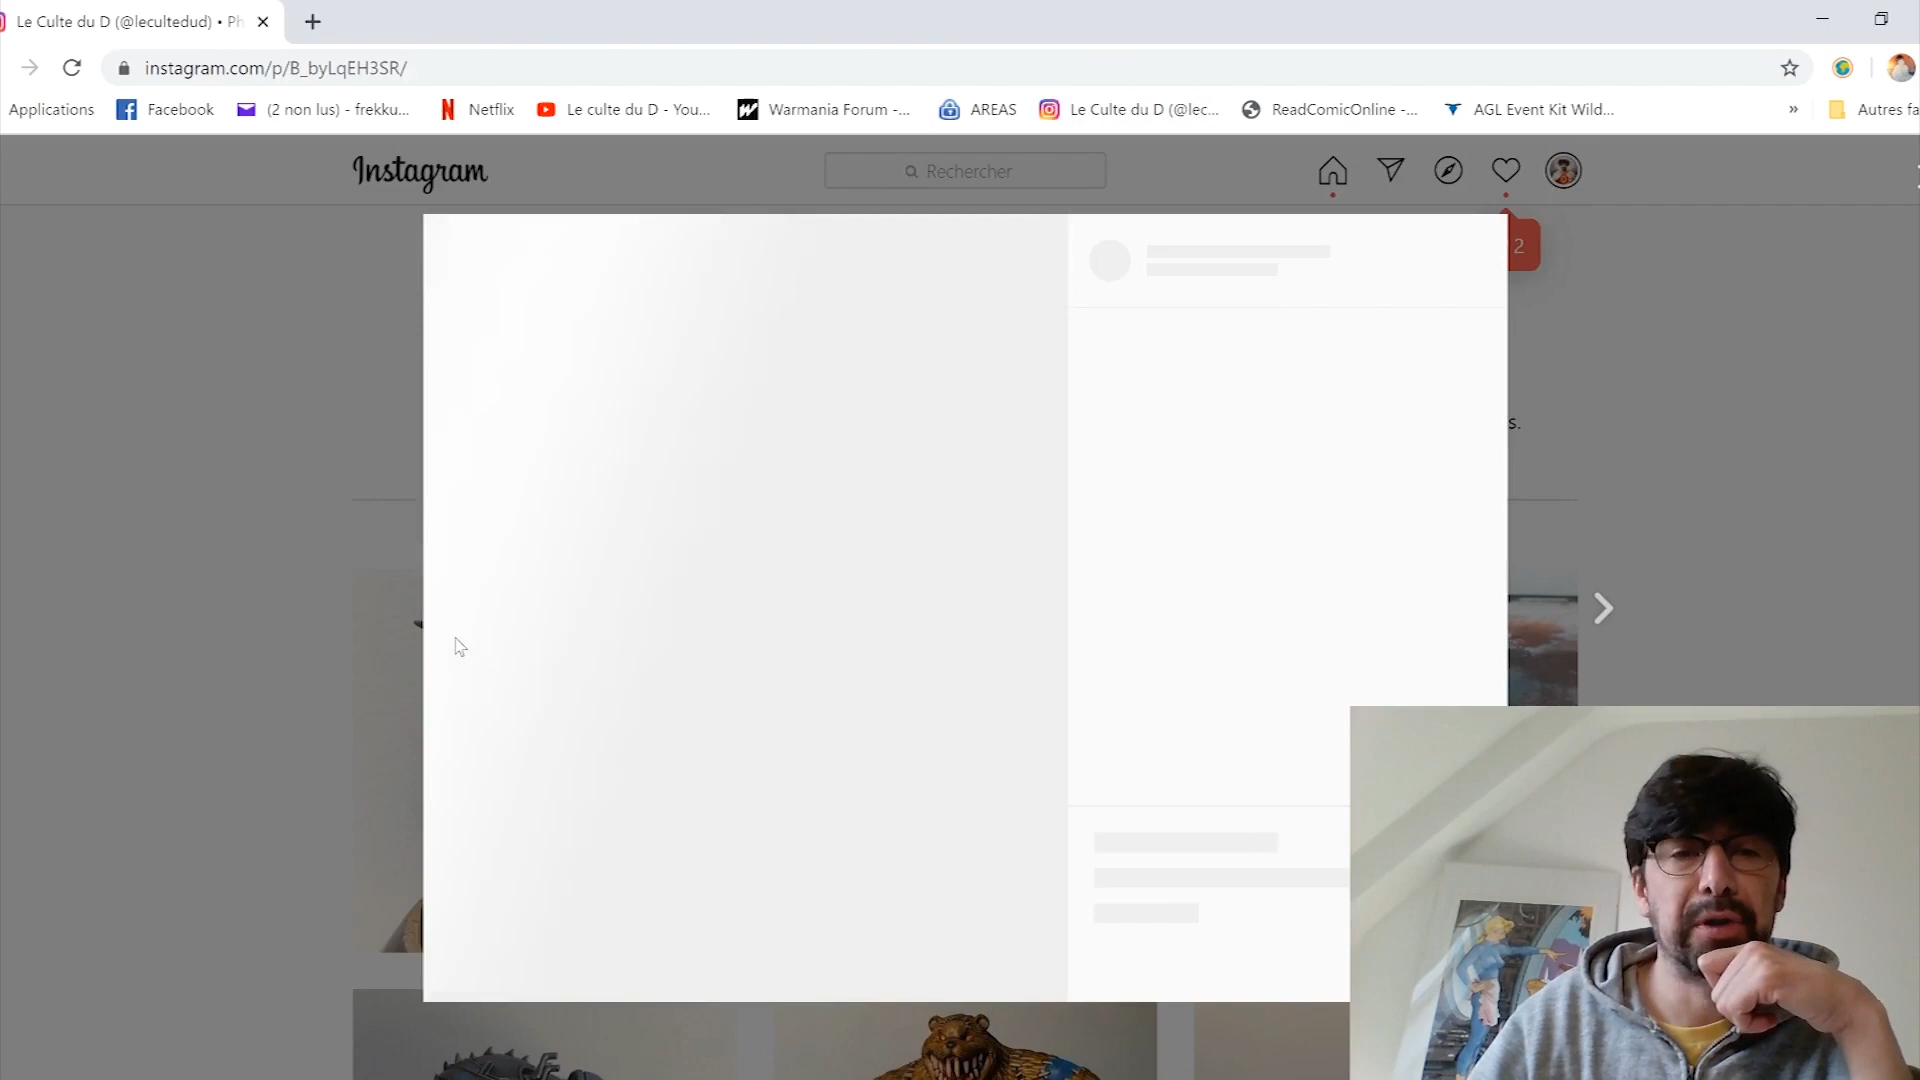 Le Culte du D (@lecultedud) • Ph
instagram.com/p/B_byLqEH3SR/
Applications Facebook (2 non lus) - frekku... Netflix Le culte du D - You... Warmania Forum -... AREAS Le Culte du D (@lec... ReadComicOnline -... AGL Event Kit Wild... » Autres fa
Instagram Rechercher
2
s.